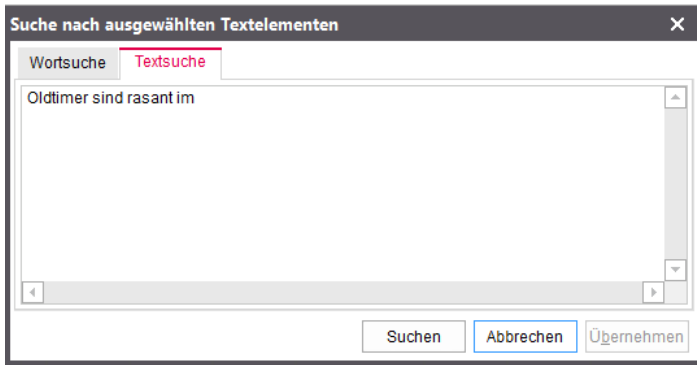 Suche nach ausgewählten Textelementen
Wortsuche Textsuche
Oldtimer sind rasant im
Suchen Abbrechen Übernehmen